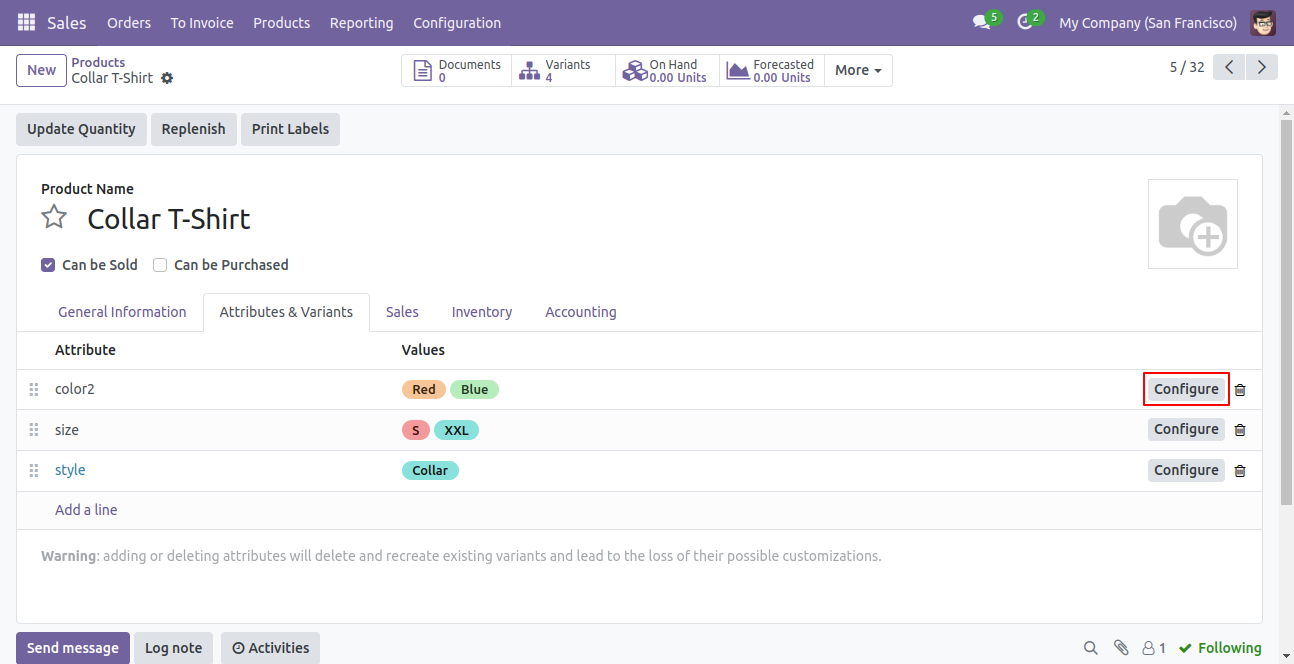 Sales Orders To Invoice Products Reporting Configuration 5 2 My Company (San Francisco)
New Products Collar T-Shirt
Documents 0 Variants 4 On Hand 0.00 Units Forecasted 0.00 Units More 5 / 32
Update Quantity Replenish Print Labels
Product Name
Collar T-Shirt
Can be Sold Can be Purchased
General Information Attributes & Variants Sales Inventory Accounting
Attribute Values
color2 Red Blue Configure
size S XXL Configure
style Collar Configure
Add a line
Warning: adding or deleting attributes will delete and recreate existing variants and lead to the loss of their possible customizations.
Send message Log note Activities 1 Following